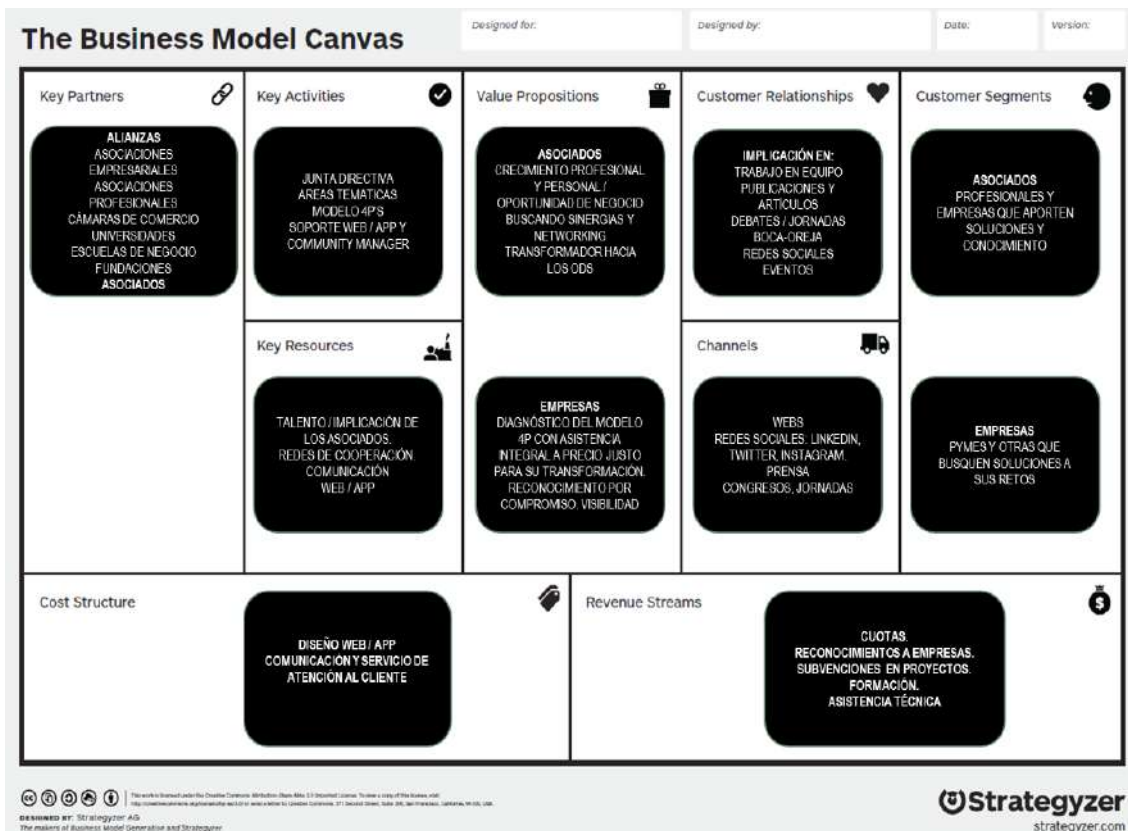 The Business Model Canvas
Designed for:
Designed by:
Date:
Version:
Key Partners
ALIANZAS
ASOCIACIONES
EMPRESARIALES
ASOCIACIONES
PROFESIONALES
CÁMARAS DE COMERCIO
UNIVERSIDADES
ESCUELAS DE NEGOCIO
FUNDACIONES
ASOCIADOS
Key Activities
JUNTA DIRECTIVA
AREAS TEMATICAS
MODELO 4P'S
SOPORTE WEB / APP Y
COMMUNITY MANAGER
Key Resources
TALENTO / IMPLICACIÓN DE
LOS ASOCIADOS.
REDES DE COOPERACIÓN.
COMUNICACIÓN
WEB / APP
Value Propositions
ASOCIADOS
CRECIMIENTO PROFESIONAL
Y PERSONAL /
OPORTUNIDAD DE NEGOCIO
BUSCANDO SINERGIAS Y
NETWORKING
TRANSFORMADOR HACIA
LOS ODS
EMPRESAS
DIAGNÓSTICO DEL MODELO
4P CON ASISTENCIA
INTEGRAL A PRECIO JUSTO
PARA SU TRANSFORMACIÓN.
RECONOCIMIENTO POR
COMPROMISO, VISIBILIDAD
Customer Relationships
IMPLICACIÓN EN:
TRABAJO EN EQUIPO
PUBLICACIONES Y
ARTÍCULOS
DEBATES / JORNADAS
BOCA-OREJA
REDES SOCIALES
EVENTOS
Channels
WEBS
REDES SOCIALES: LINKEDIN,
TWITTER, INSTAGRAM,
PRENSA
CONGRESOS, JORNADAS
Customer Segments
ASOCIADOS
PROFESIONALES Y
EMPRESAS QUE APORTEN
SOLUCIONES Y
CONOCIMIENTO
EMPRESAS
PYMES Y OTRAS QUE
BUSQUEN SOLUCIONES A
SUS RETOS
Cost Structure
DISEÑO WEB / APP
COMUNICACIÓN Y SERVICIO DE
ATENCIÓN AL CLIENTE
Revenue Streams
CUOTAS.
RECONOCIMIENTOS A EMPRESAS.
SUBVENCIONES EN PROYECTOS.
FORMACIÓN.
ASISTENCIA TÉCNICA
DESIGNED BY: Strategyzer AG
The makers of Business Model Generation and Strategyzer
Strategyzer
strategyzer.com